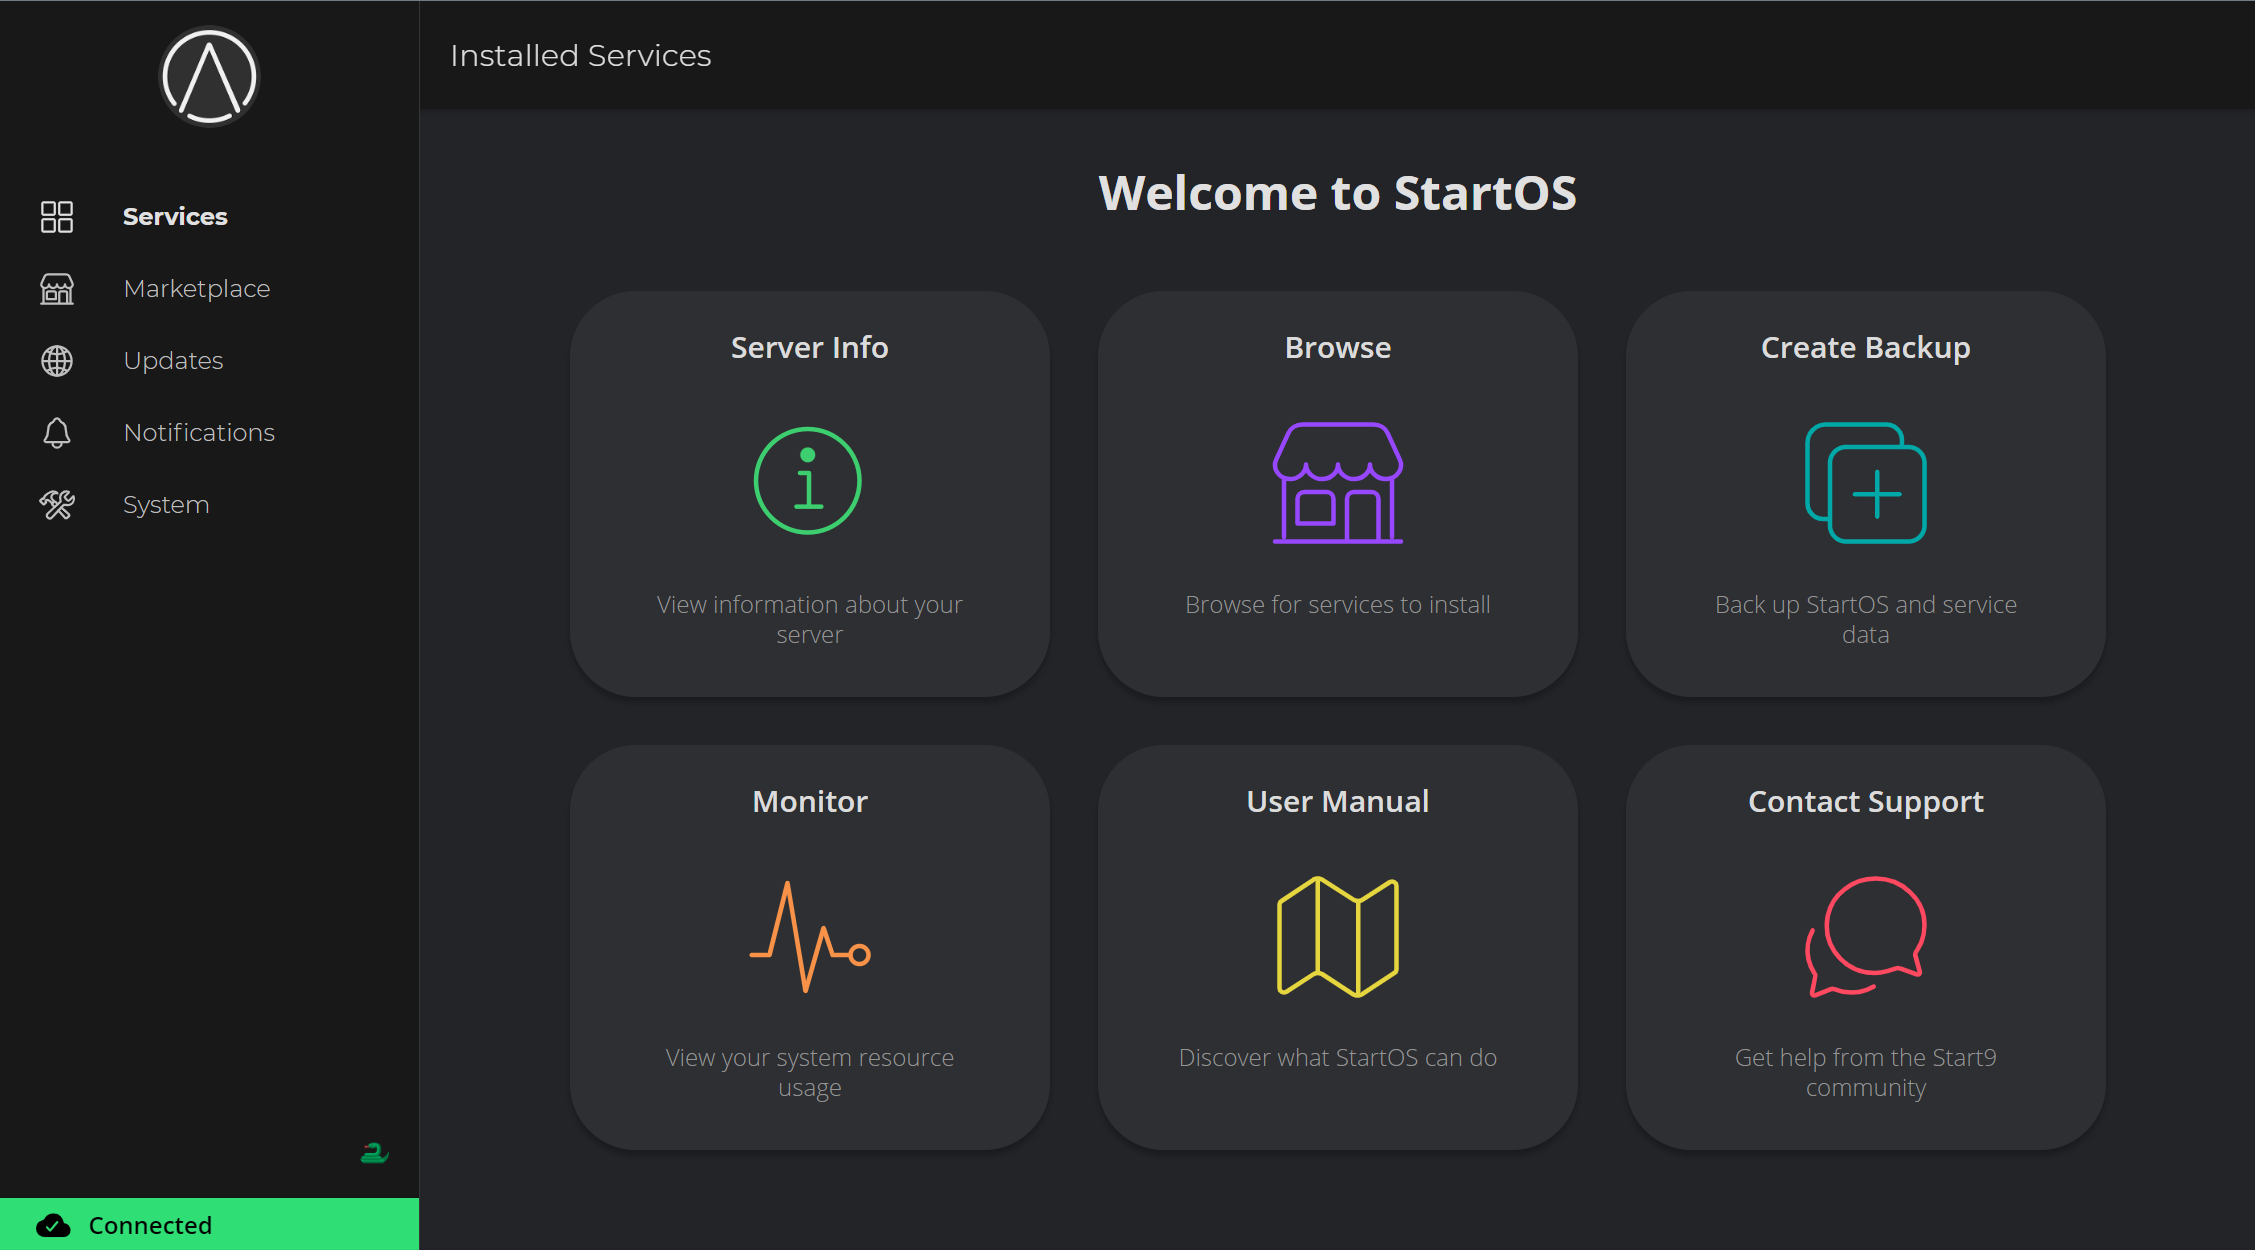 Installed Services
Services
Marketplace
Updates
Notifications
System
Connected
Welcome to StartOS
Server Info
View information about your
server
Browse
Browse for services to install
Create Backup
Back up StartOS and service
data
Monitor
View your system resource
usage
User Manual
Discover what StartOS can do
Contact Support
Get help from the Start9
community